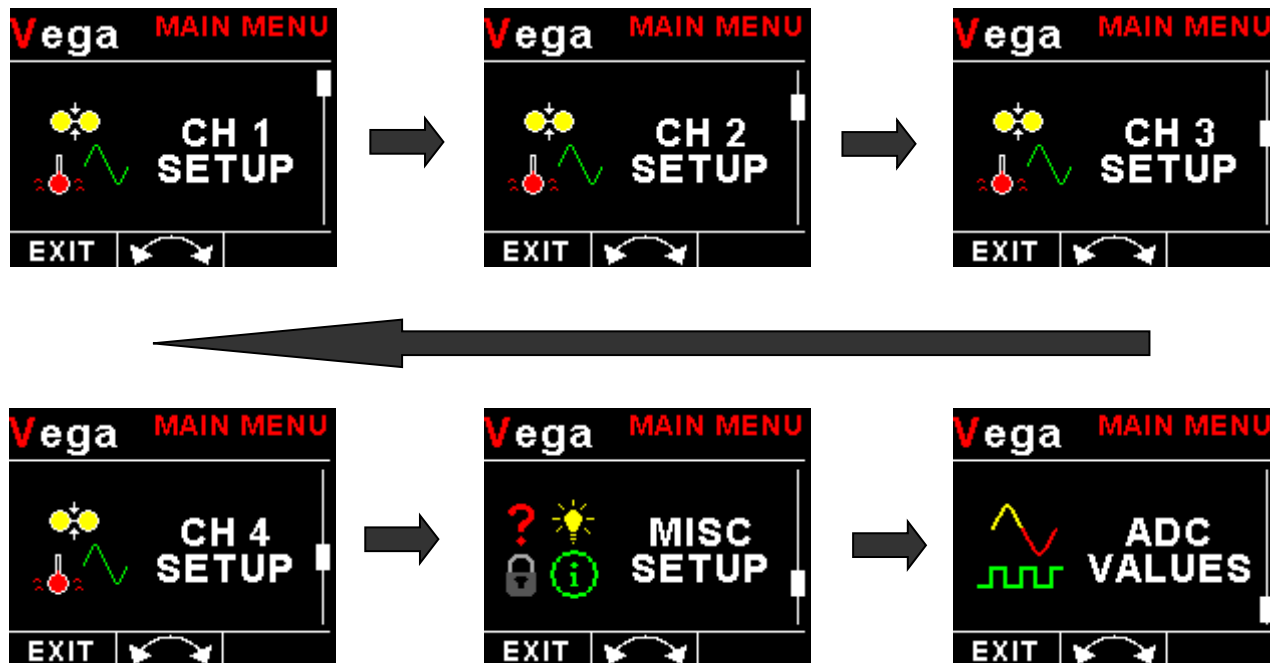 Vega MAIN MENU
CH 1
SETUP
EXIT
Vega MAIN MENU
CH 2
SETUP
EXIT
Vega MAIN MENU
CH 3
SETUP
EXIT
Vega MAIN MENU
CH 4
SETUP
EXIT
Vega MAIN MENU
?
MISC
SETUP
i
EXIT
Vega MAIN MENU
ADC
VALUES
EXIT